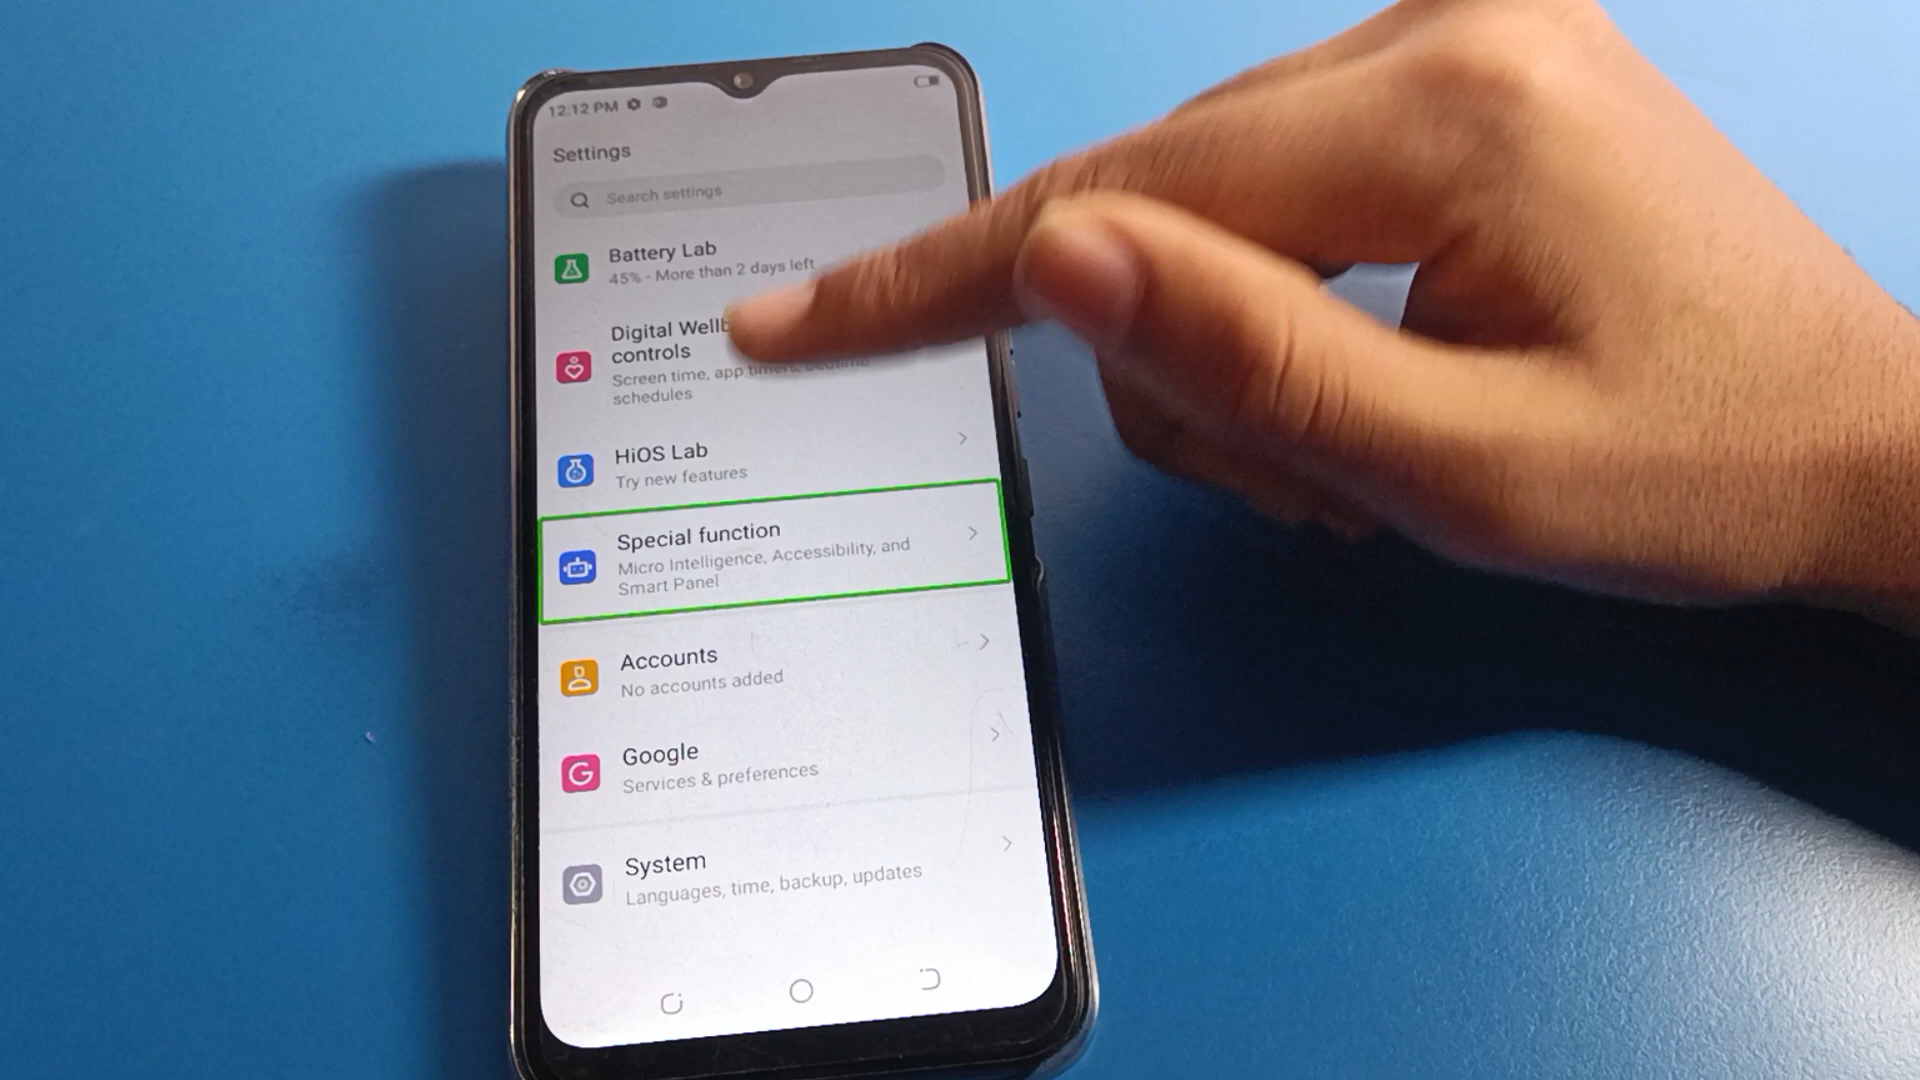 12:12 PM
Settings
Search settings
Battery Lab
45% - More than 2 days left
Digital Wellb
controls
Screen time, app timers, bedtime
schedules
HiOS Lab
Try new features
Special function
Micro Intelligence, Accessibility, and
Smart Panel
Accounts
No accounts added
Google
Services & preferences
System
Languages, time, backup, updates